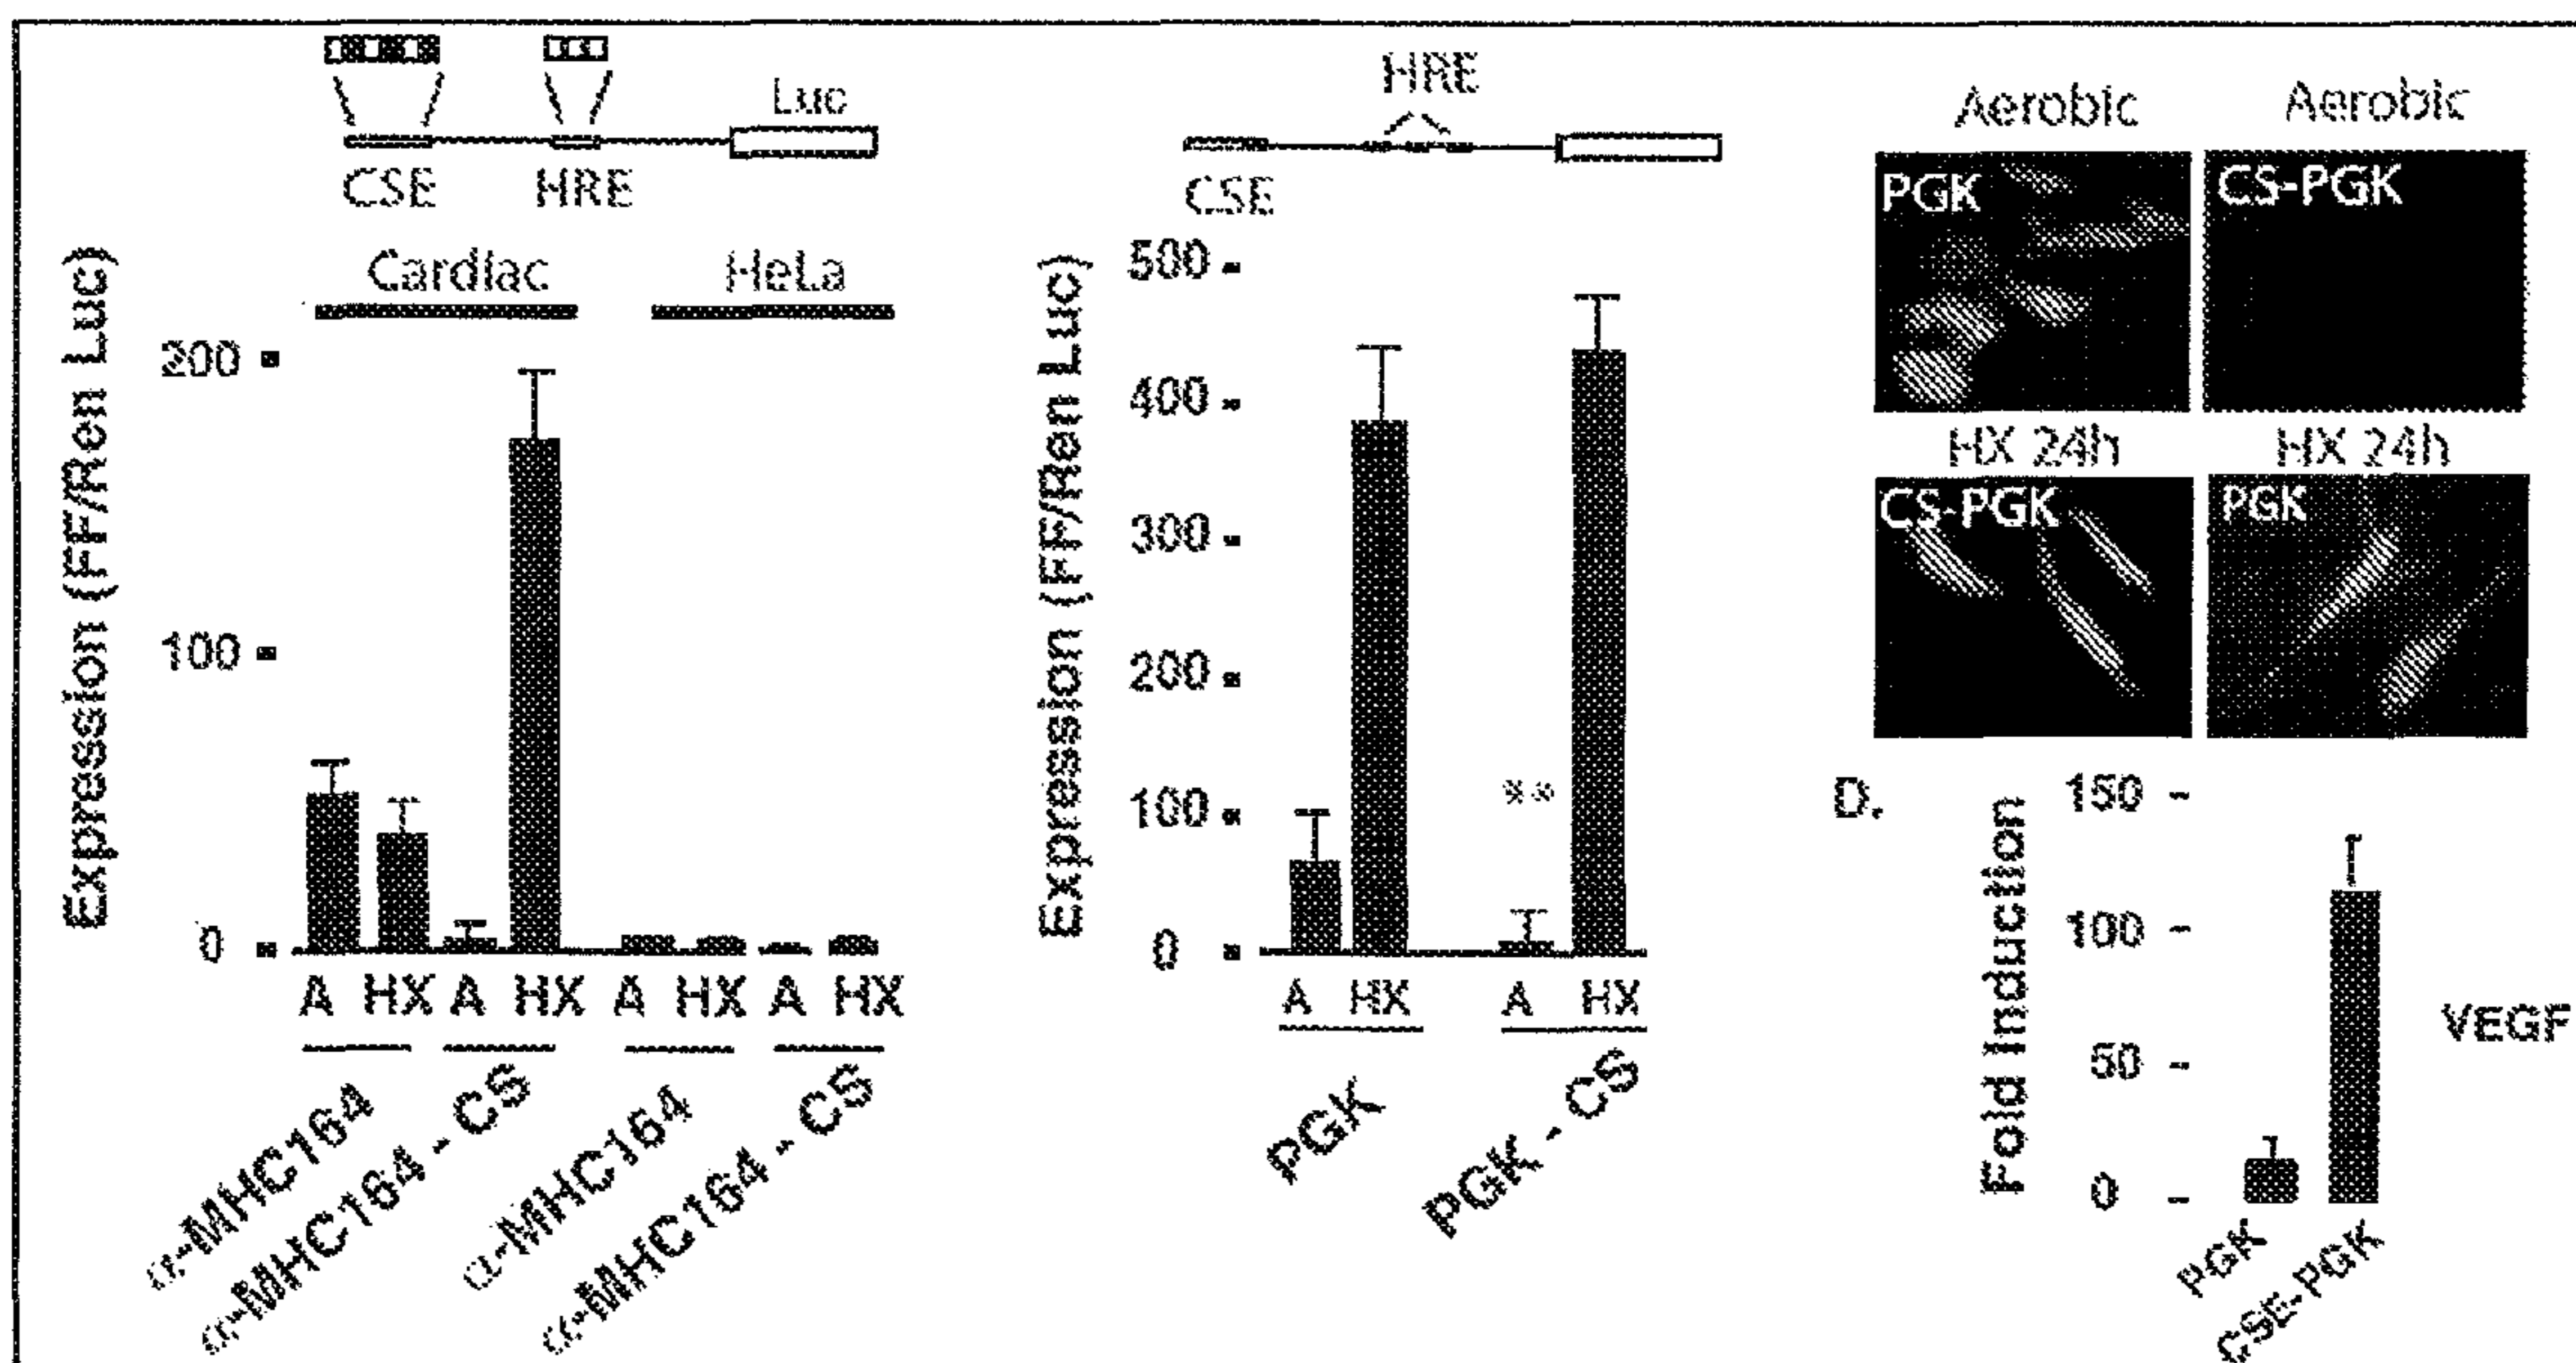 Luc
CSE HRE
Cardiac HeLa
Expression (FF/Ren Luc)
200
100
0
A HX A HX A HX A HX
α-MHC164
α-MHC164 - CS
α-MHC164
α-MHC164 - CS
HRE
CSE
Expression (FF/Ren Luc)
500
400
300
200
100
0
**
A HX A HX
PGK
PGK - CS
Aerobic Aerobic
PGK CS-PGK
HX 24h HX 24h
CS-PGK PGK
D.
Fold Induction
150
100
50
0
VEGF
PGK
CSE-PGK